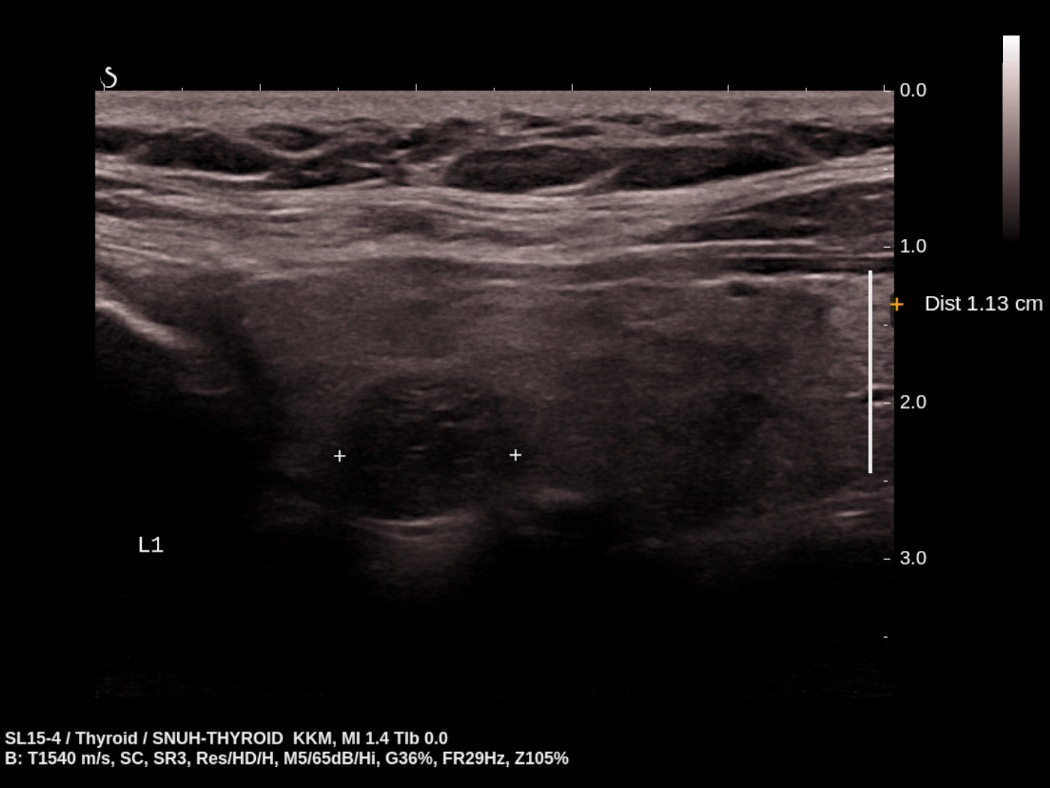 S
0.0
1.0
Dist 1.13 cm
2.0
L1
3.0
SL15-4 / Thyroid / SNUH-THYROID KKM, MI 1.4 TIb 0.0
B: T1540 m/s, SC, SR3, Res/HD/H, M5/65dB/Hi, G36%, FR29Hz, Z105%